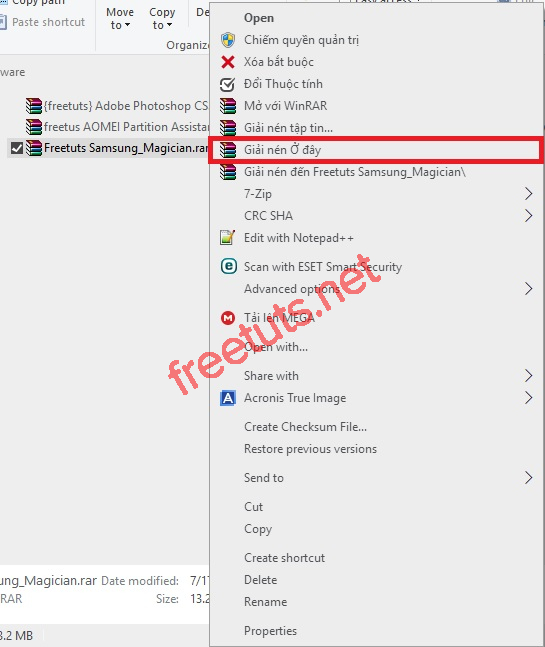 Copy path
Paste shortcut
Move to
Copy to
Organiz
ware
{freetuts} Adobe Photoshop CS
freetus AOMEI Partition Assistan
Freetuts Samsung_Magician.rar
Open
Chiếm quyền quản trị
Xóa bắt buộc
Đổi Thuộc tính
Mở với WinRAR
Giải nén tập tin...
Giải nén Ở đây
Giải nén đến Freetuts Samsung_Magician\
7-Zip
CRC SHA
Edit with Notepad++
Scan with ESET Smart Security
Advanced options
Tải lên MEGA
Open with...
Share with
Acronis True Image
Create Checksum File...
Restore previous versions
Send to
Cut
Copy
Create shortcut
Delete
Rename
Properties
freetuts.net
ung_Magician.rar Date modified: 7/17
RAR Size: 13.2
3.2 MB